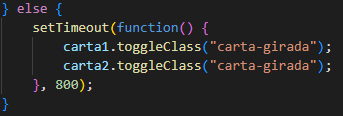 } else {
    setTimeout(function() {
        carta1.toggleClass("carta-girada");
        carta2.toggleClass("carta-girada");
    }, 800);
}